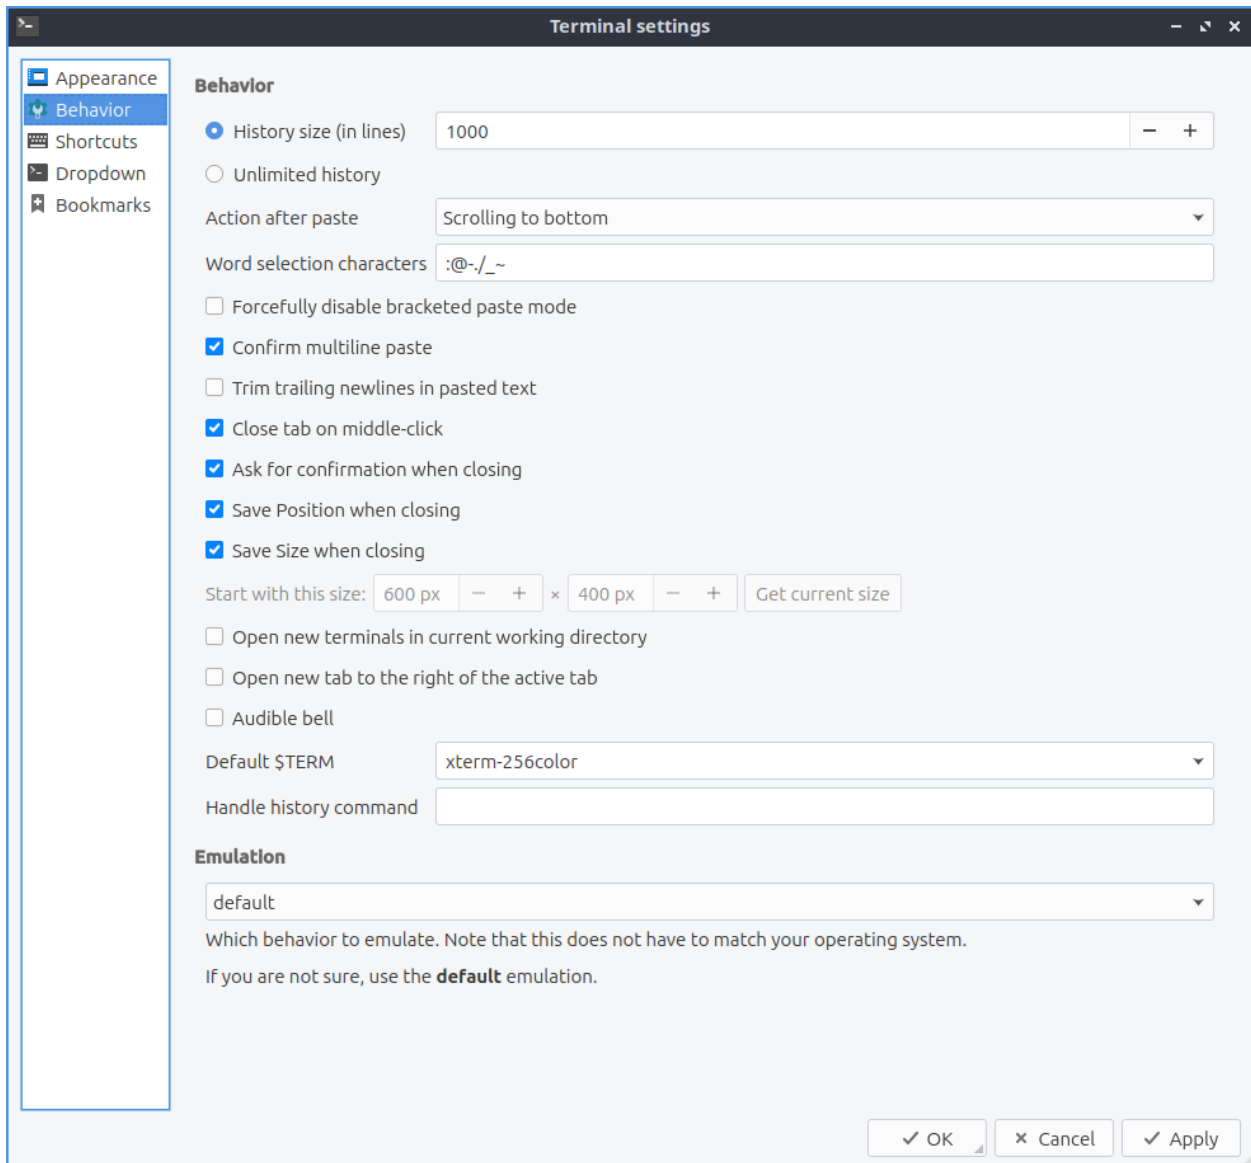 Terminal settings
Appearance
Behavior
Shortcuts
Dropdown
Bookmarks
Behavior
History size (in lines) 1000
Unlimited history
Action after paste Scrolling to bottom
Word selection characters :@-./_~
Forcefully disable bracketed paste mode
Confirm multiline paste
Trim trailing newlines in pasted text
Close tab on middle-click
Ask for confirmation when closing
Save Position when closing
Save Size when closing
Start with this size: 600 px − + × 400 px − + Get current size
Open new terminals in current working directory
Open new tab to the right of the active tab
Audible bell
Default $TERM xterm-256color
Handle history command
Emulation
default
Which behavior to emulate. Note that this does not have to match your operating system.
If you are not sure, use the default emulation.
OK Cancel Apply